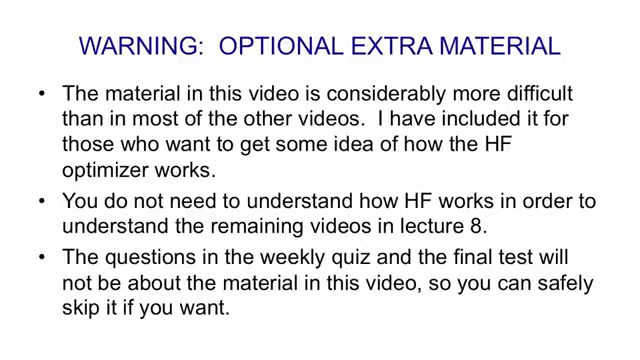 WARNING: OPTIONAL EXTRA MATERIAL
• The material in this video is considerably more difficult
than in most of the other videos. I have included it for
those who want to get some idea of how the HF
optimizer works.
• You do not need to understand how HF works in order to
understand the remaining videos in lecture 8.
• The questions in the weekly quiz and the final test will
not be about the material in this video, so you can safely
skip it if you want.